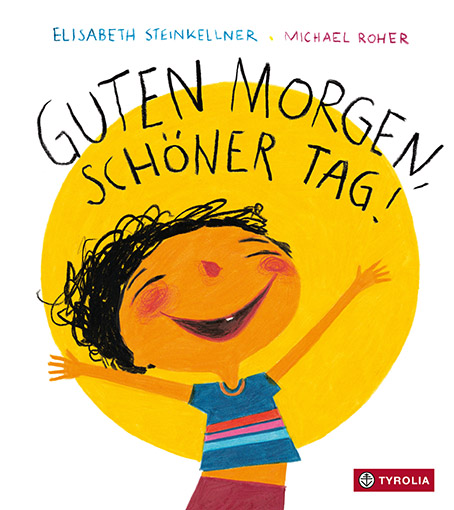 ELISABETH STEINKELLNER · MICHAEL ROHER
GUTEN MORGEN,
SCHÖNER TAG!
TYROLIA